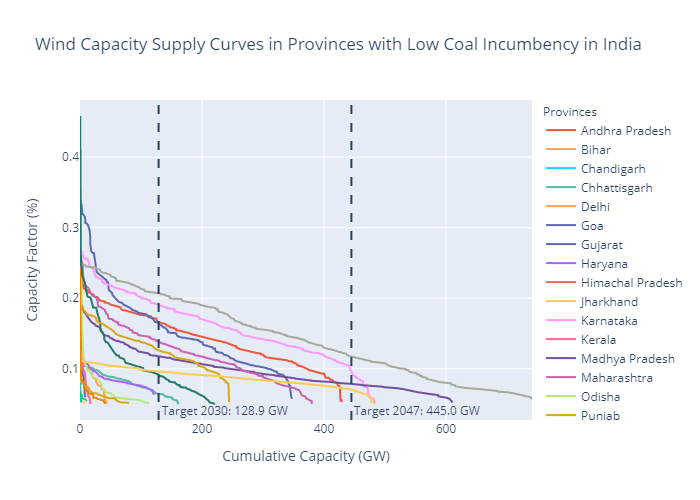 Wind Capacity Supply Curves in Provinces with Low Coal Incumbency in India
Provinces
Andhra Pradesh
Bihar
Chandigarh
Chhattisgarh
Delhi
Goa
Gujarat
Haryana
Himachal Pradesh
Jharkhand
Karnataka
Kerala
Madhya Pradesh
Maharashtra
Odisha
Punjab
Capacity Factor (%)
0.4
0.3
0.2
0.1
Target 2030: 128.9 GW
Target 2047: 445.0 GW
0
200
400
600
Cumulative Capacity (GW)